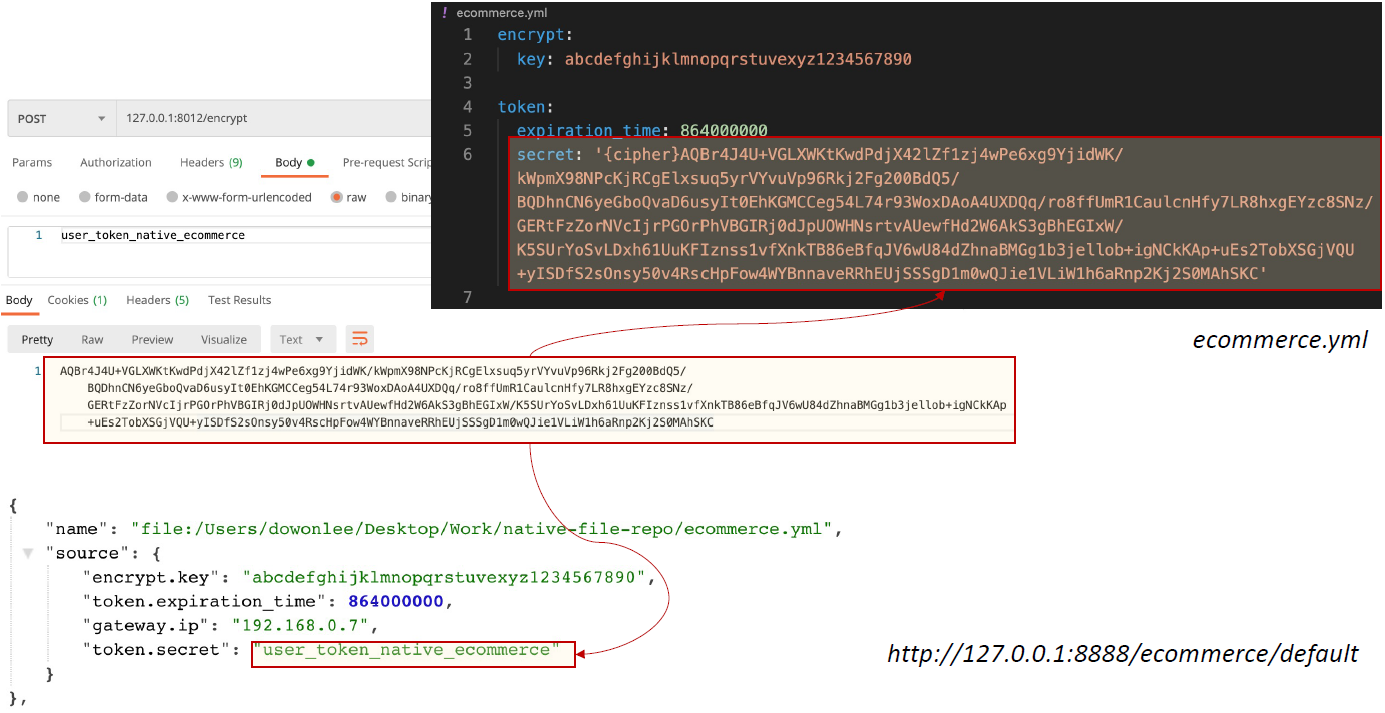 ! ecommerce.yml
1 encrypt:
2 key: abcdefghijklmnopqrstuvexyz1234567890
3
4 token:
5 expiration_time: 864000000
6 secret: '{cipher}AQBr4J4U+VGLXWKtKwdPdjX42lZf1zj4wPe6xg9YjidWK/
kWpmX98NPcKjRCgElxsuq5yrVYvuVp96Rkj2Fg200BdQ5/
BQDhnCN6yeGboQvaD6usyIt0EhKGMCCeg54L74r93WoxDAoA4UXDQq/ro8ffUmR1CaulcnHfy7LR8hxgEYzc8SNz/
GERtFzZorNVcIjrPGOrPhVBGIRj0dJpUOWHNsrtvAUewfHd2W6AkS3gBhEGIxW/
K5SUrYoSvLDxh61UuKFIznss1vfXnkTB86eBfqJV6wU84dZhnaBMGg1b3jellob+igNCkKAp+uEs2TobXSGjVQU
+yISDfS2sOnsy50v4RscHpFow4WYBnnaveRRhEUjSSSgD1m0wQJie1VLiW1h6aRnp2Kj2S0MAhSKC'
7
ecommerce.yml
POST 127.0.0.1:8012/encrypt
Params Authorization Headers (9) Body Pre-request Scrip
none form-data x-www-form-urlencoded raw binary
1 user_token_native_ecommerce
Body Cookies (1) Headers (5) Test Results
Pretty Raw Preview Visualize Text
1 AQBr4J4U+VGLXWKtKwdPdjX42lZf1zj4wPe6xg9YjidWK/kWpmX98NPcKjRCgElxsuq5yrVYvuVp96Rkj2Fg200BdQ5/
BQDhnCN6yeGboQvaD6usyIt0EhKGMCCeg54L74r93WoxDAoA4UXDQq/ro8ffUmR1CaulcnHfy7LR8hxgEYzc8SNz/
GERtFzZorNVcIjrPGOrPhVBGIRj0dJpUOWHNsrtvAUewfHd2W6AkS3gBhEGIxW/K5SUrYoSvLDxh61UuKFIznss1vfXnkTB86eBfqJV6wU84dZhnaBMGg1b3jellob+igNCkKAp
+uEs2TobXSGjVQU+yISDfS2sOnsy50v4RscHpFow4WYBnnaveRRhEUjSSSgD1m0wQJie1VLiW1h6aRnp2Kj2S0MAhSKC
{
"name": "file:/Users/dowonlee/Desktop/Work/native-file-repo/ecommerce.yml",
"source": {
"encrypt.key": "abcdefghijklmnopqrstuvexyz1234567890",
"token.expiration_time": 864000000,
"gateway.ip": "192.168.0.7",
"token.secret": "user_token_native_ecommerce"
}
},
http://127.0.0.1:8888/ecommerce/default